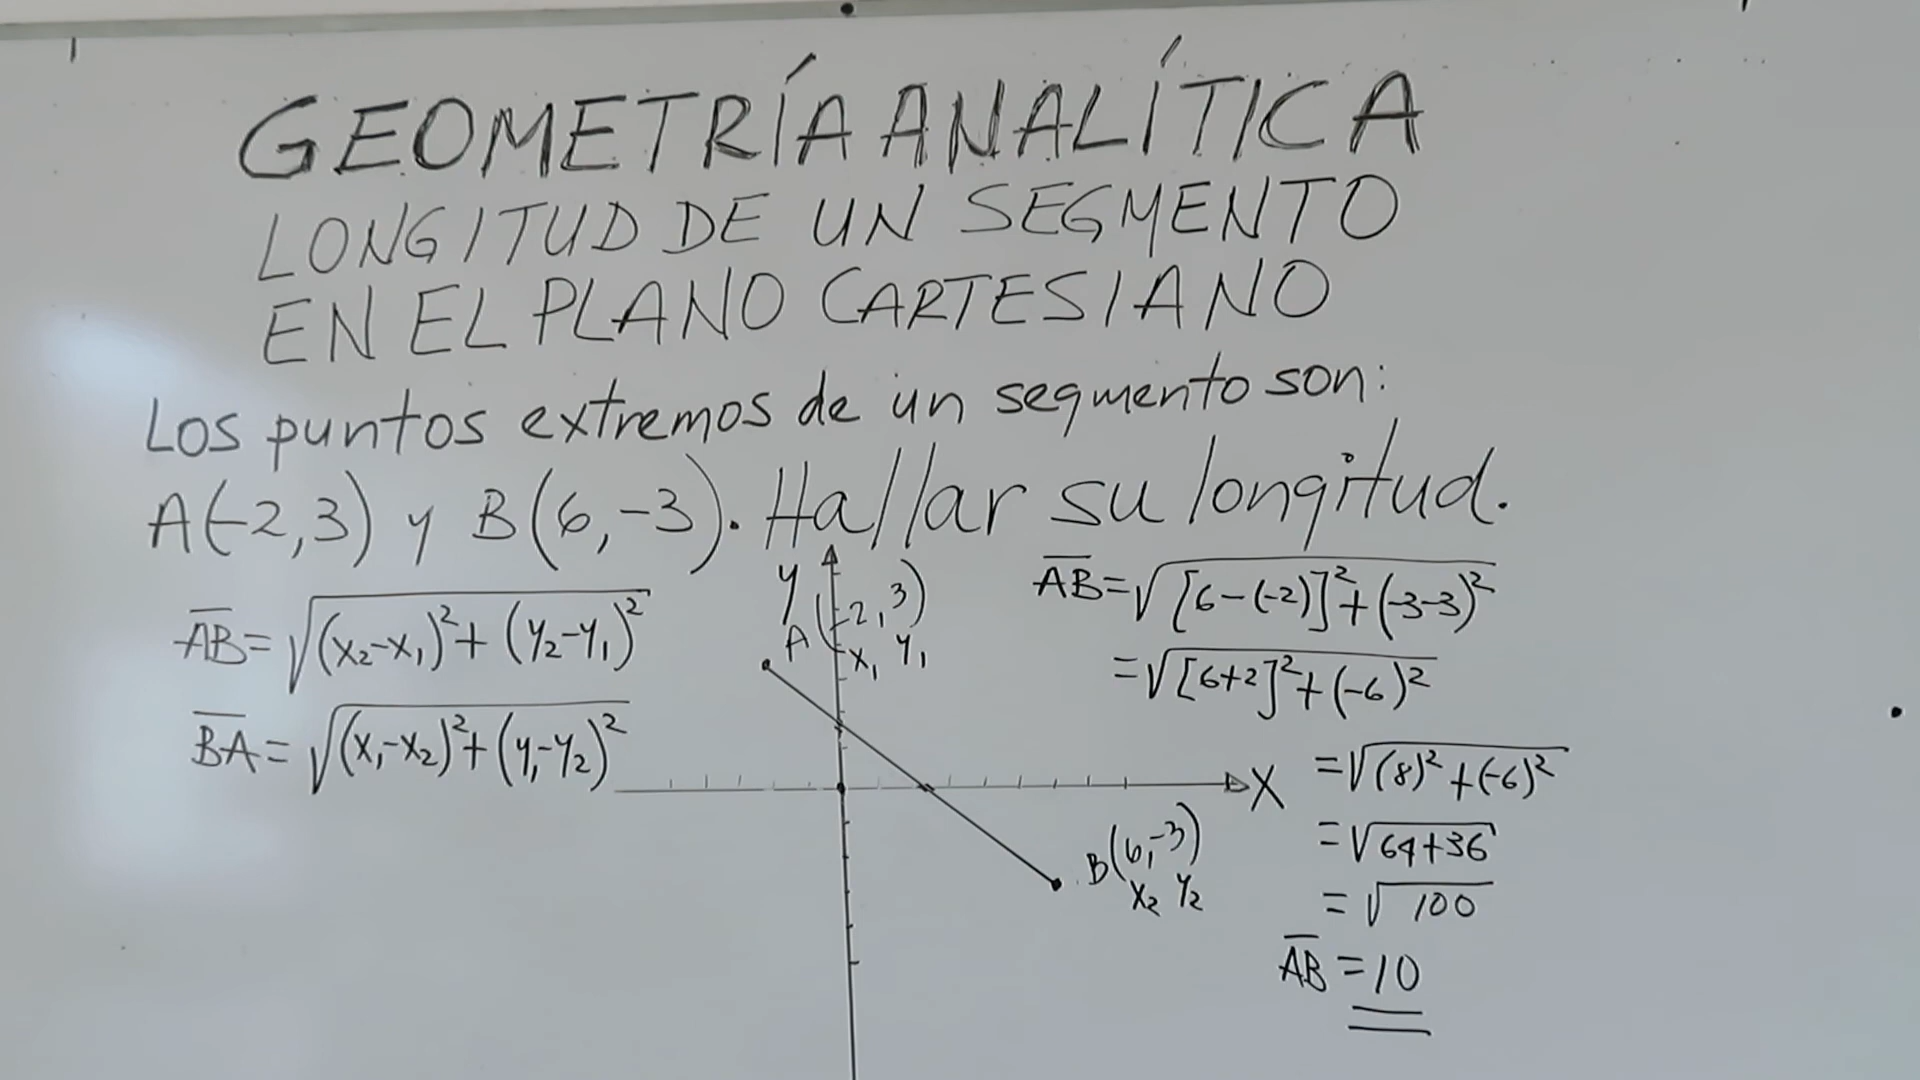 GEOMETRÍA ANALÍTICA
LONGITUD DE UN SEGMENTO
EN EL PLANO CARTESIANO
Los puntos extremos de un segmento son:
A(-2,3) y B(6,-3). Hallar su longitud.
AB=√(x₂-x₁)²+(y₂-y₁)²
BA=√(x₁-x₂)²+(y₁-y₂)²
Y
A(-2,3)
x₁ y₁
X
B(6,-3)
x₂ y₂
AB=√[6-(-2)]²+(-3-3)²
=√[6+2]²+(-6)²
=√(8)²+(-6)²
=√64+36
=√100
AB=10